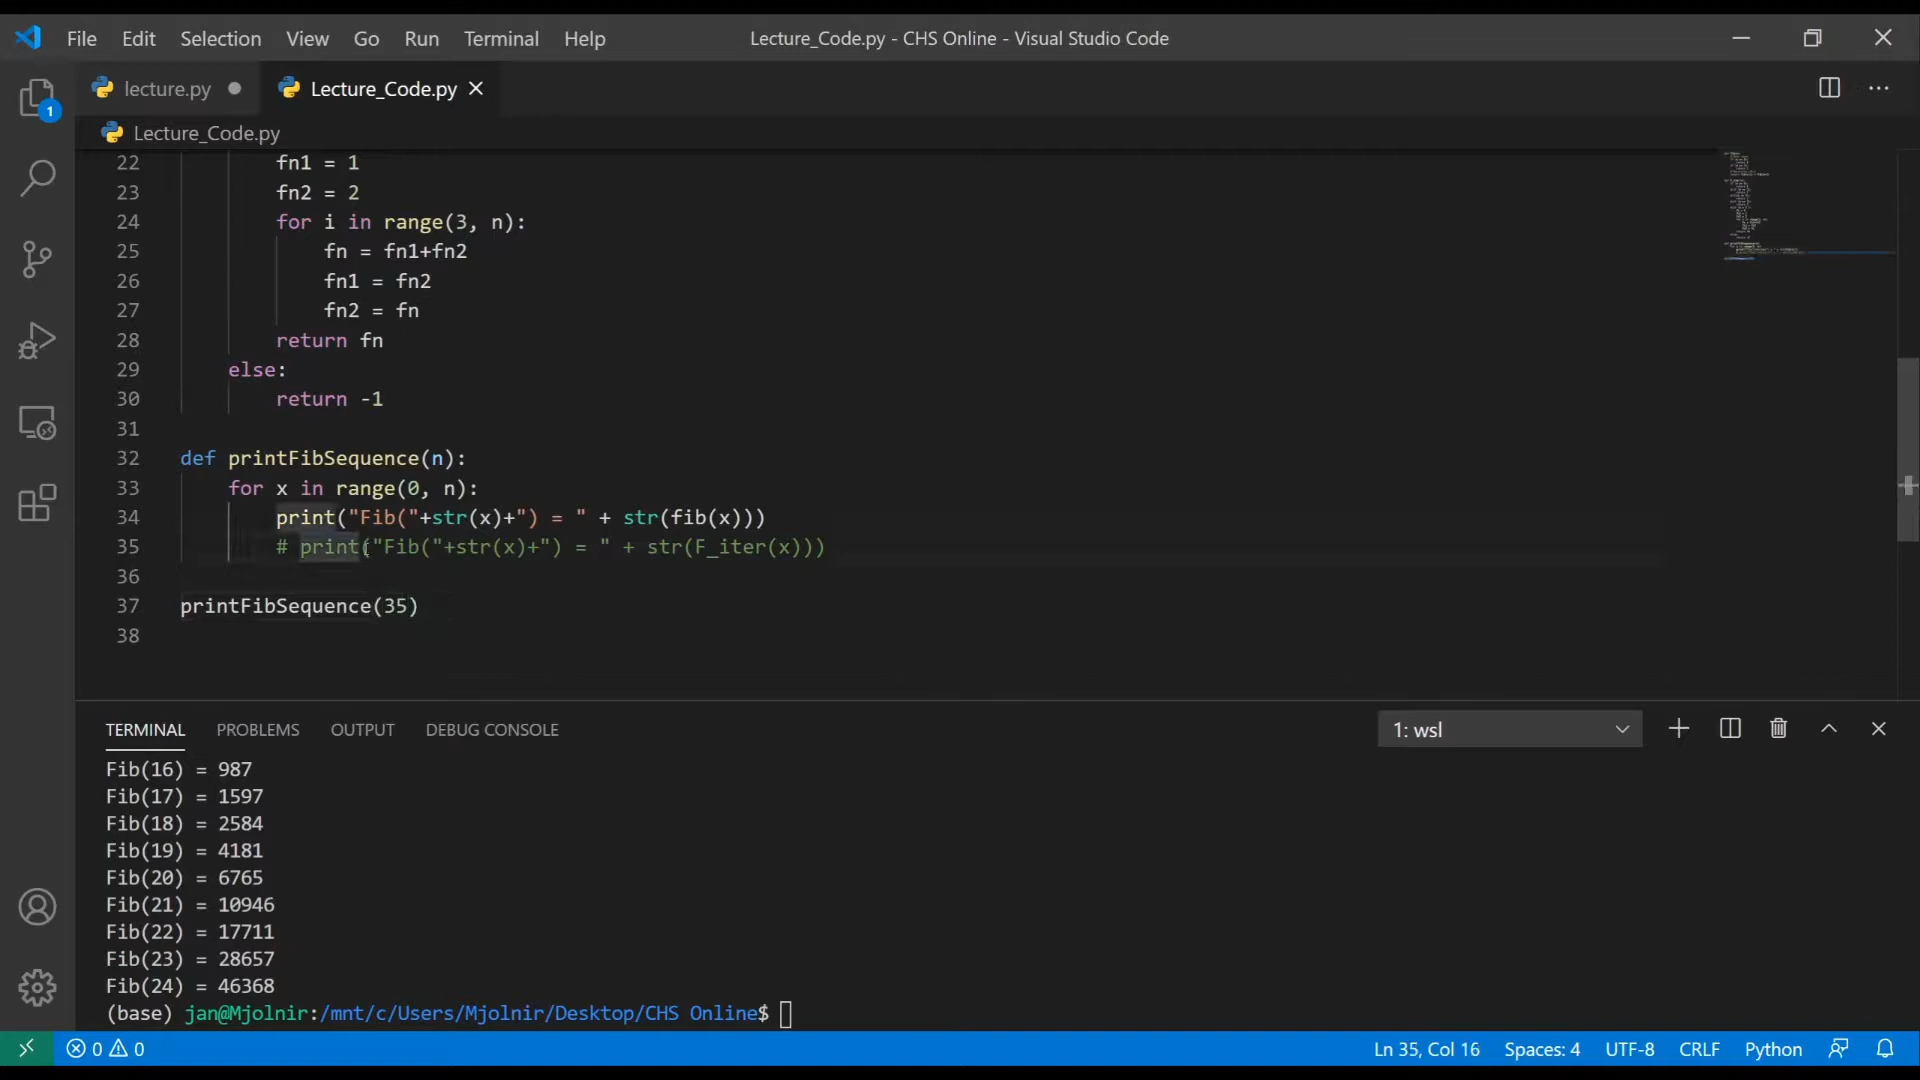 File Edit Selection View Go Run Terminal Help Lecture_Code.py - CHS Online - Visual Studio Code
lecture.py Lecture_Code.py
1
Lecture_Code.py
22 fn1 = 1
23 fn2 = 2
24 for i in range(3, n):
25 fn = fn1+fn2
26 fn1 = fn2
27 fn2 = fn
28 return fn
29 else:
30 return -1
31
32 def printFibSequence(n):
33 for x in range(0, n):
34 print("Fib("+str(x)+") = " + str(fib(x)))
35 # print("Fib("+str(x)+") = " + str(F_iter(x)))
36
37 printFibSequence(35)
38
TERMINAL PROBLEMS OUTPUT DEBUG CONSOLE 1: wsl
Fib(16) = 987
Fib(17) = 1597
Fib(18) = 2584
Fib(19) = 4181
Fib(20) = 6765
Fib(21) = 10946
Fib(22) = 17711
Fib(23) = 28657
Fib(24) = 46368
(base) jan@Mjolnir:/mnt/c/Users/Mjolnir/Desktop/CHS Online$
0 0 Ln 35, Col 16 Spaces: 4 UTF-8 CRLF Python